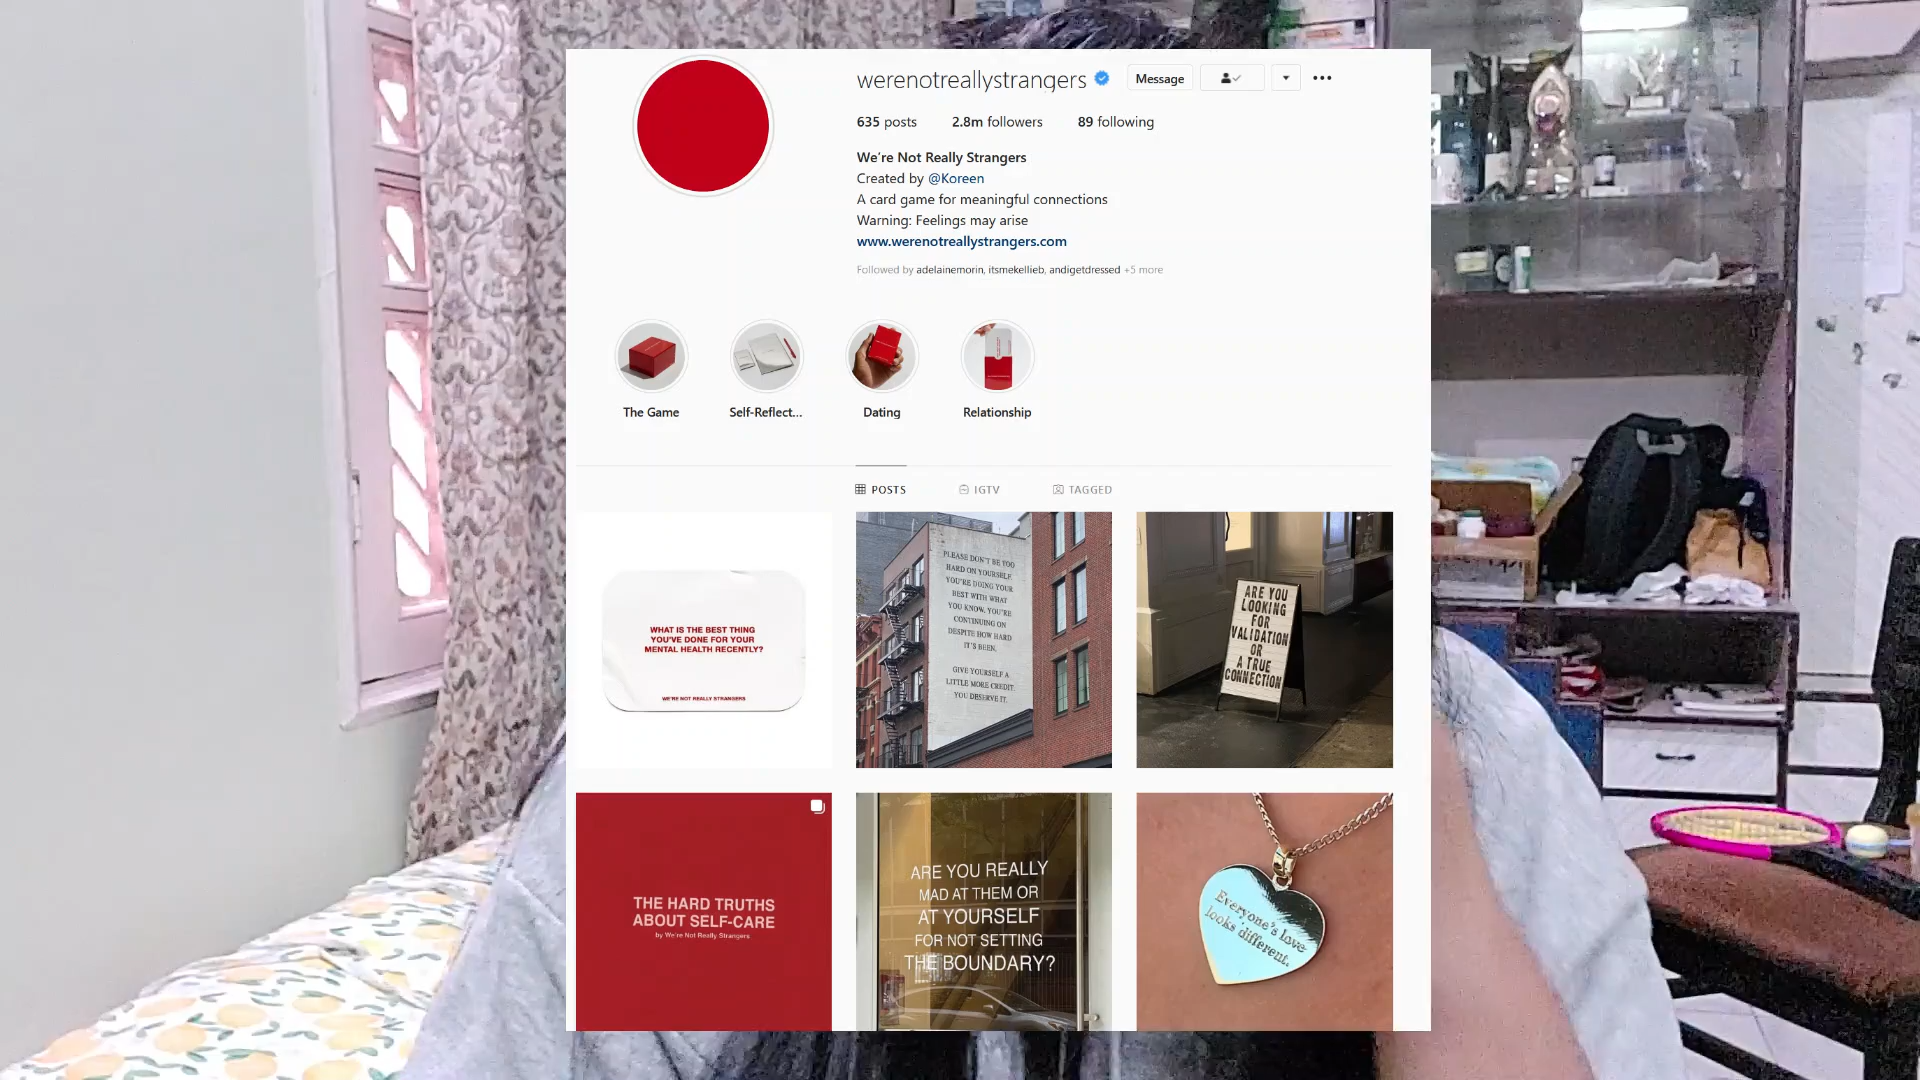 werenotreallystrangers
Message
635 posts 2.8m followers 89 following
We're Not Really Strangers
Created by @Koreen
A card game for meaningful connections
Warning: Feelings may arise
www.werenotreallystrangers.com
Followed by adelainemorin, itsmekellieb, andigetdressed +5 more
The Game
Self-Reflect...
Dating
Relationship
POSTS
IGTV
TAGGED
WHAT IS THE BEST THING
YOU'VE DONE FOR YOUR
MENTAL HEALTH RECENTLY?
WE'RE NOT REALLY STRANGERS
PLEASE DON'T BE TOO
HARD ON YOURSELF.
YOU'RE DOING YOUR
BEST WITH WHAT
YOU KNOW. YOU'RE
CONTINUING ON
DESPITE HOW HARD
IT'S BEEN.
GIVE YOURSELF A
LITTLE MORE CREDIT.
YOU DESERVE IT.
ARE YOU
LOOKING
FOR
VALIDATION
OR
A TRUE
CONNECTION
THE HARD TRUTHS
ABOUT SELF-CARE
by We're Not Really Strangers
ARE YOU REALLY
MAD AT THEM OR
AT YOURSELF
FOR NOT SETTING
THE BOUNDARY?
Everyone's love
looks different.